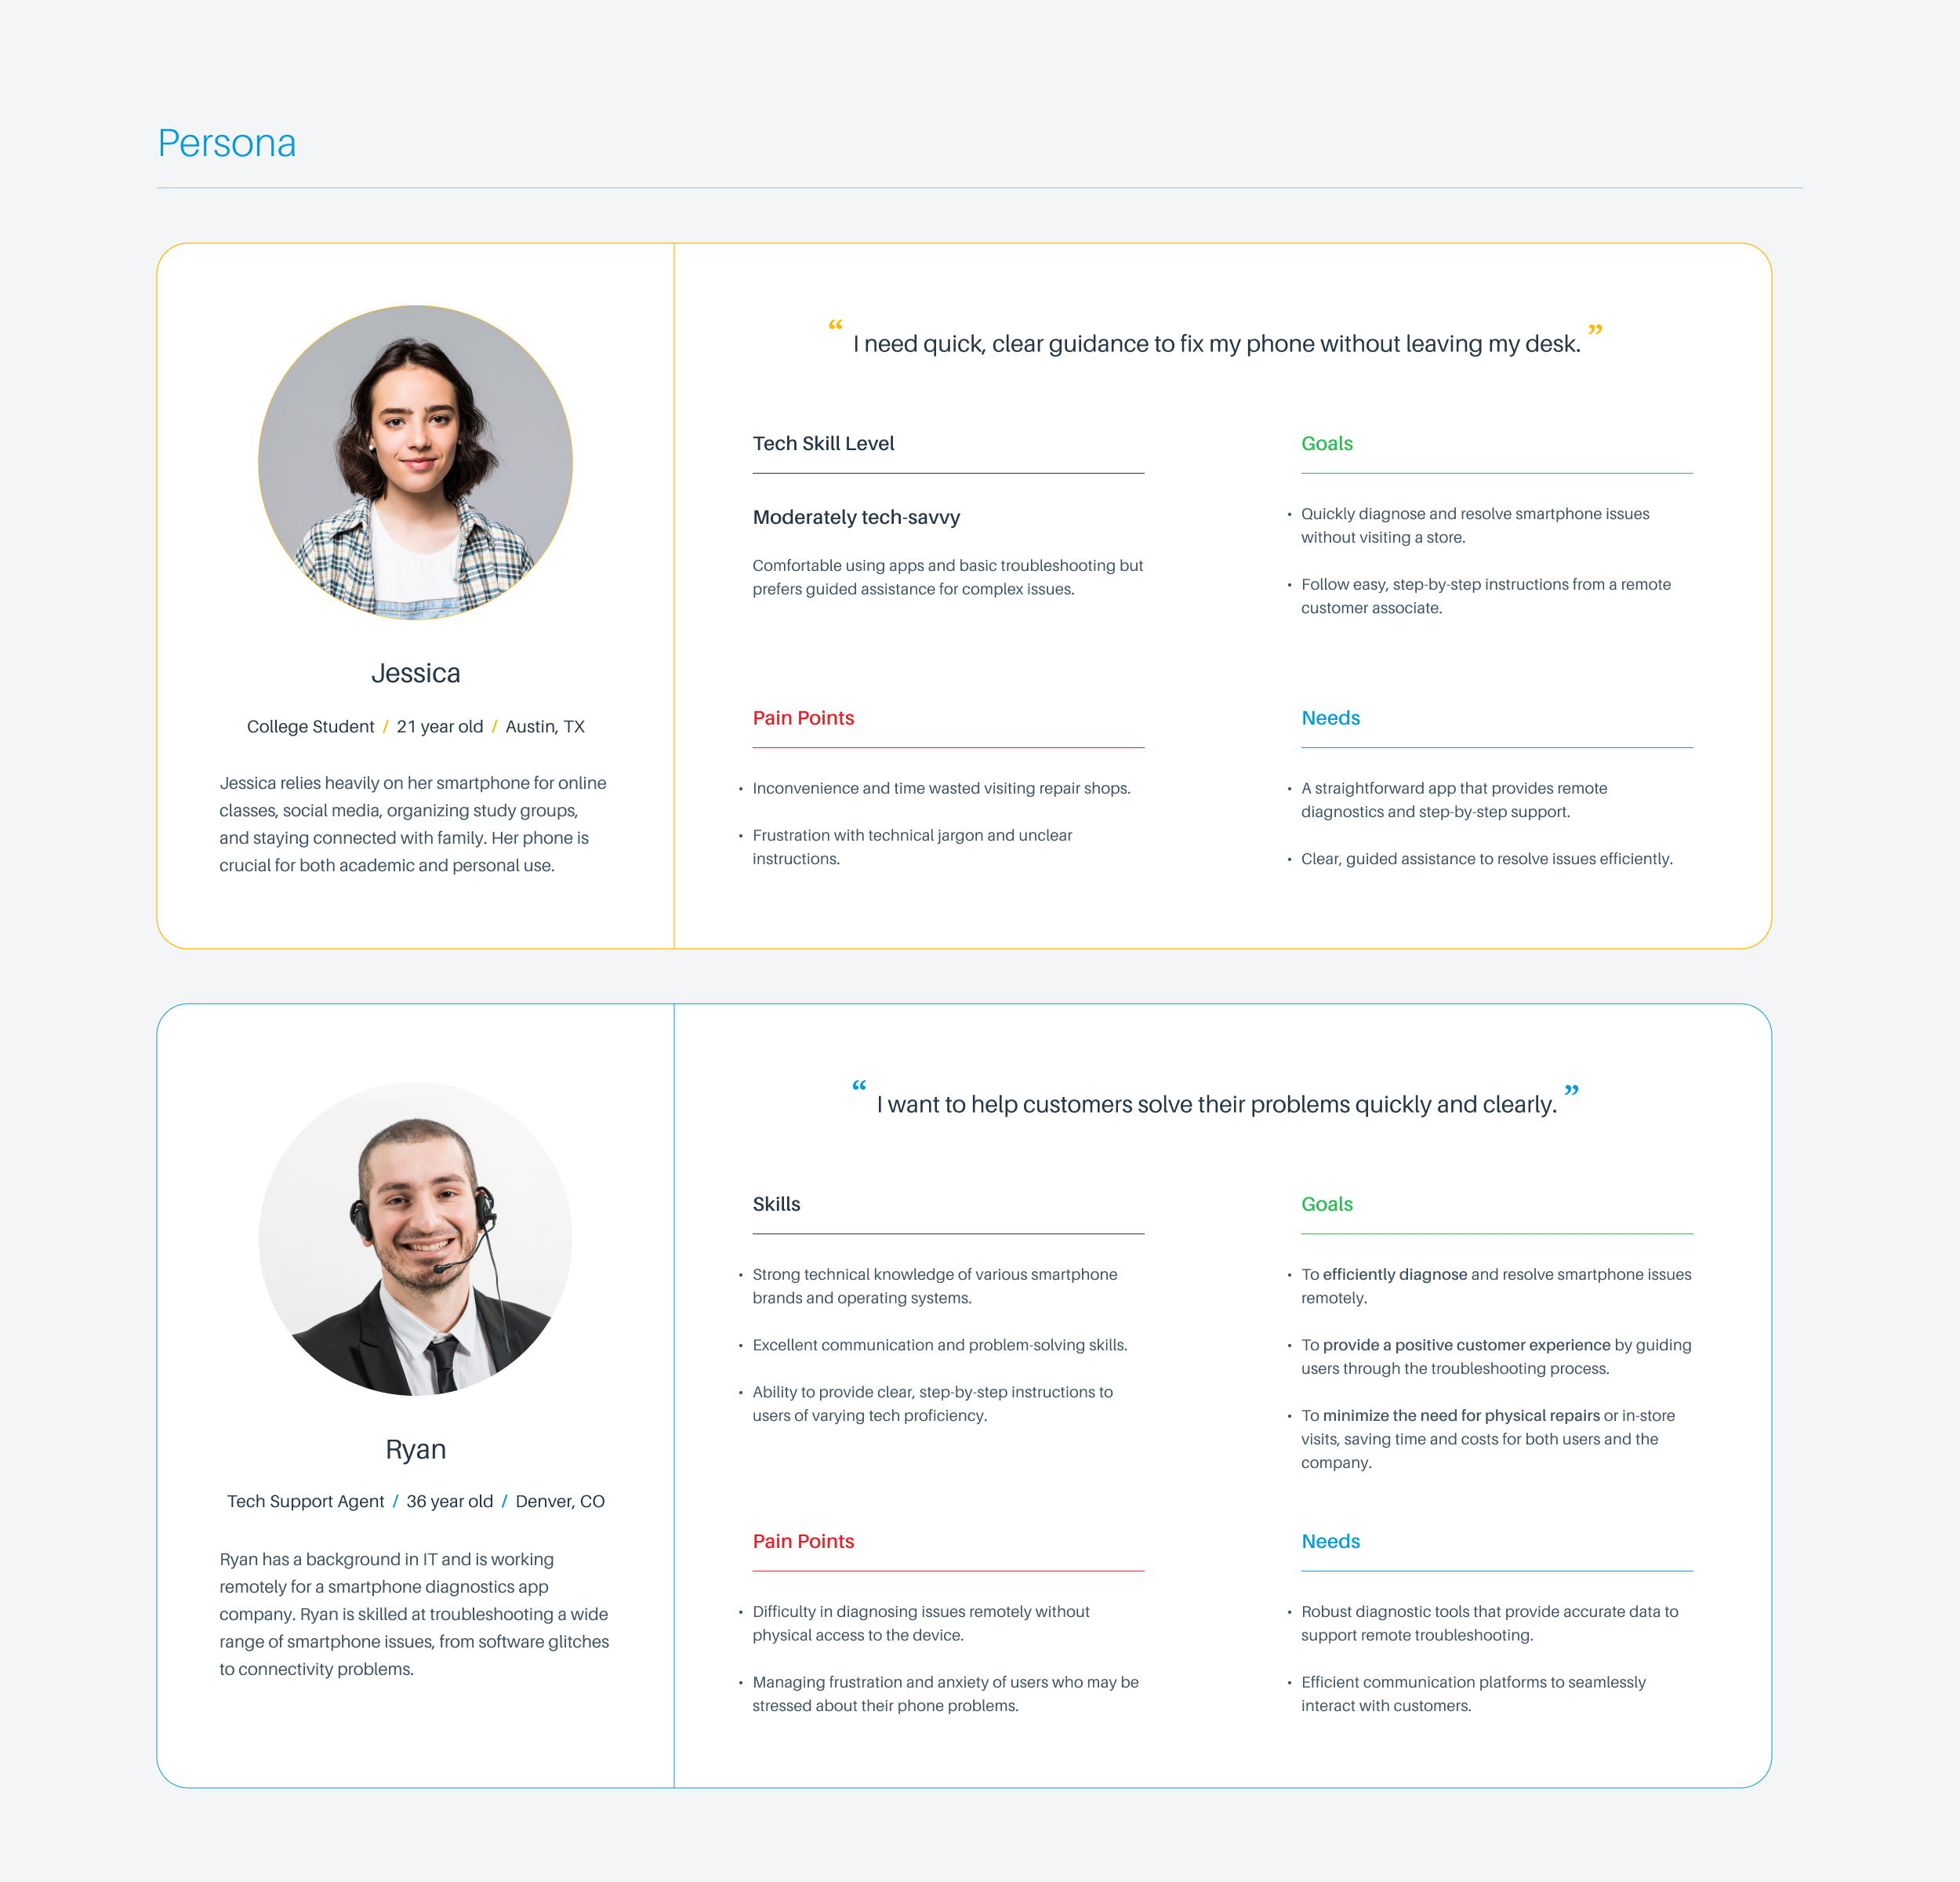 Persona
“ I need quick, clear guidance to fix my phone without leaving my desk. ”
Jessica
College Student / 21 year old / Austin, TX
Jessica relies heavily on her smartphone for online
classes, social media, organizing study groups,
and staying connected with family. Her phone is
crucial for both academic and personal use.
Tech Skill Level
Moderately tech-savvy
Comfortable using apps and basic troubleshooting but
prefers guided assistance for complex issues.
Goals
• Quickly diagnose and resolve smartphone issues
without visiting a store.
• Follow easy, step-by-step instructions from a remote
customer associate.
Pain Points
• Inconvenience and time wasted visiting repair shops.
• Frustration with technical jargon and unclear
instructions.
Needs
• A straightforward app that provides remote
diagnostics and step-by-step support.
• Clear, guided assistance to resolve issues efficiently.
“ I want to help customers solve their problems quickly and clearly. ”
Ryan
Tech Support Agent / 36 year old / Denver, CO
Ryan has a background in IT and is working
remotely for a smartphone diagnostics app
company. Ryan is skilled at troubleshooting a wide
range of smartphone issues, from software glitches
to connectivity problems.
Skills
• Strong technical knowledge of various smartphone
brands and operating systems.
• Excellent communication and problem-solving skills.
• Ability to provide clear, step-by-step instructions to
users of varying tech proficiency.
Goals
• To efficiently diagnose and resolve smartphone issues
remotely.
• To provide a positive customer experience by guiding
users through the troubleshooting process.
• To minimize the need for physical repairs or in-store
visits, saving time and costs for both users and the
company.
Pain Points
• Difficulty in diagnosing issues remotely without
physical access to the device.
• Managing frustration and anxiety of users who may be
stressed about their phone problems.
Needs
• Robust diagnostic tools that provide accurate data to
support remote troubleshooting.
• Efficient communication platforms to seamlessly
interact with customers.